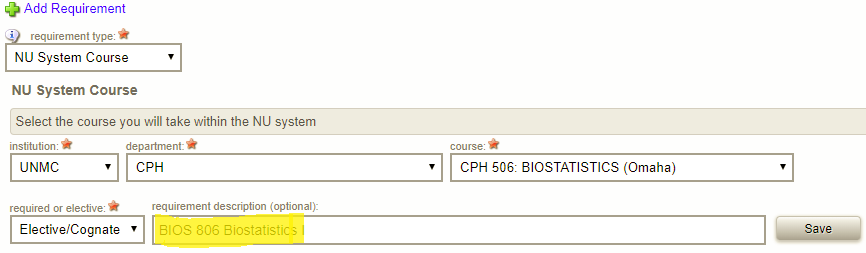 Add Requirement
requirement type:
NU System Course
NU System Course
Select the course you will take within the NU system
institution: department: course:
UNMC CPH CPH 506: BIOSTATISTICS (Omaha)
required or elective: requirement description (optional):
Elective/Cognate BIOS 806 Biostatistics I Save